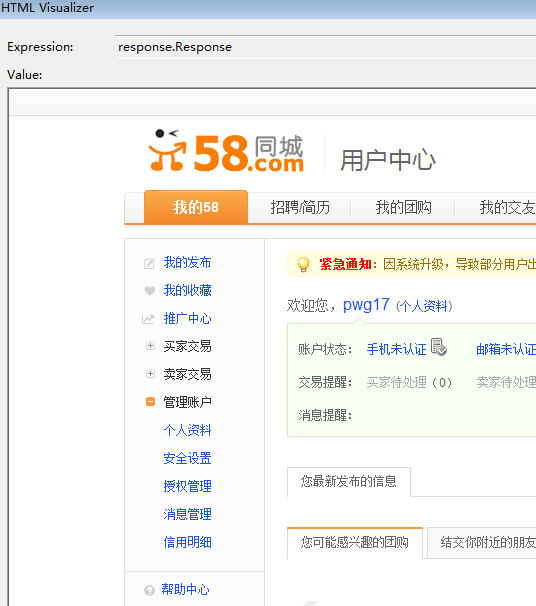 HTML Visualizer
Expression: response.Response
Value:
58同城.com 用户中心
我的58 招聘/简历 我的团购 我的交友
我的发布
我的收藏
推广中心
买家交易
卖家交易
管理账户
个人资料
安全设置
授权管理
消息管理
信用明细
帮助中心
紧急通知：因系统升级，导致部分用户出
欢迎您，pwg17（个人资料）
账户状态： 手机未认证 邮箱未认证
交易提醒： 买家待处理（0） 卖家待处理
消息提醒：
您最新发布的信息
您可能感兴趣的团购 结交你附近的朋友